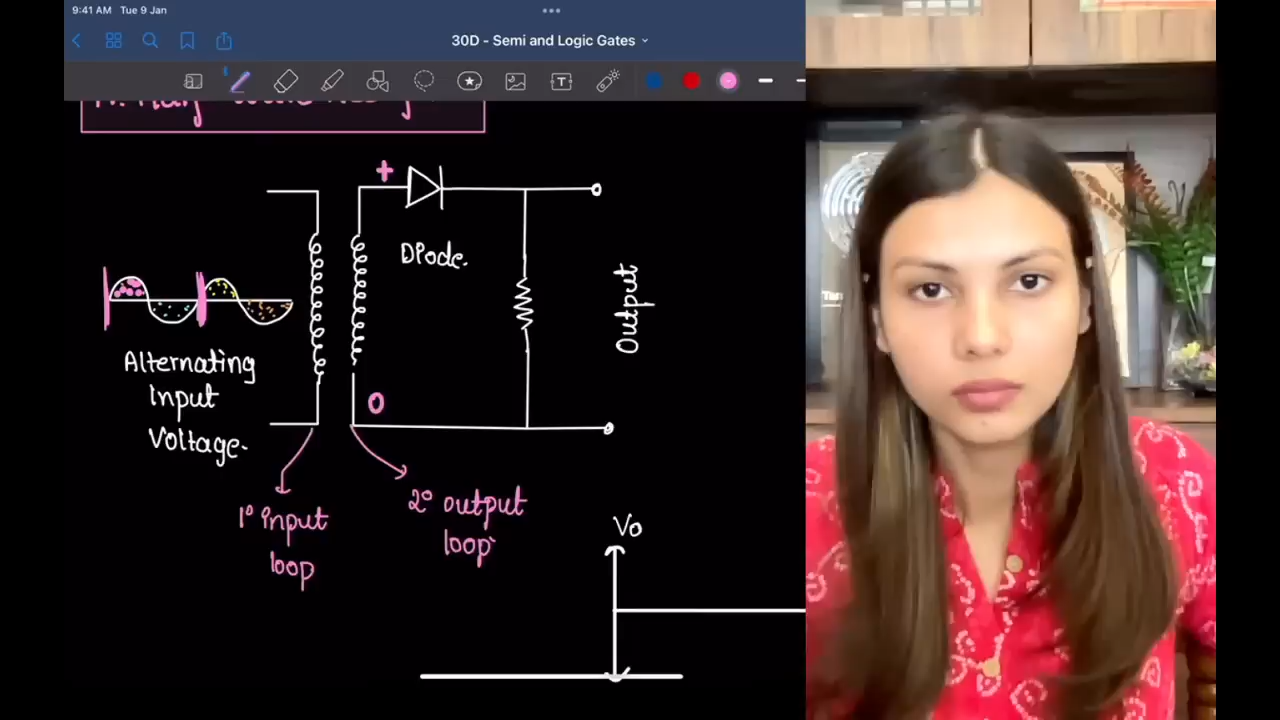 9:41 AM Tue 9 Jan
30D - Semi and Logic Gates
+
Diode.
Output
Alternating
Input
Voltage.
0
1° input
loop
2° output
loop
Vo